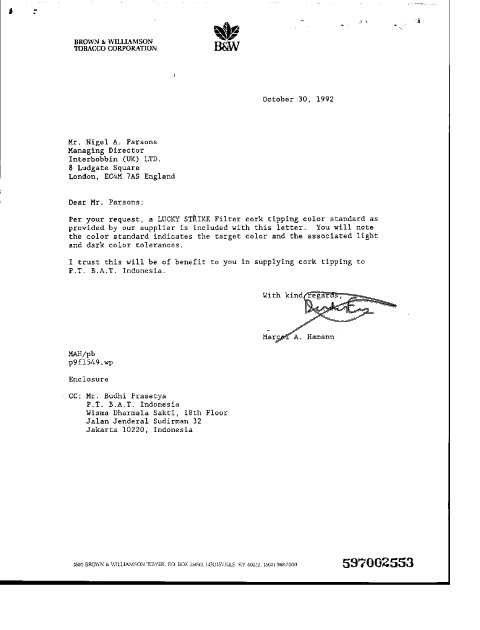 BROWN & WILLIAMSON
TOBACCO CORPORATION
B&W
October 30, 1992
Mr. Nigel A. Parsons
Managing Director
Interbobbin (UK) LTD.
8 Ludgate Square
London, EC4M 7AS England
Dear Mr. Parsons:
Per your request, a LUCKY STRIKE Filter cork tipping color standard as
provided by our supplier is included with this letter. You will note
the color standard indicates the target color and the associated light
and dark color tolerances.
I trust this will be of benefit to you in supplying cork tipping to
P.T. B.A.T. Indonesia.
With kind regards,
Marcel A. Hamann
MAH/pb
p9f1549.wp
Enclosure
CC: Mr. Budhi Prasetya
P.T. B.A.T. Indonesia
Wisma Dharmala Sakti, 18th Floor
Jalan Jenderal Sudirman 32
Jakarta 10220, Indonesia
BROWN & WILLIAMSON TOWER, P.O. BOX LOUISVILLE, KY
597002553